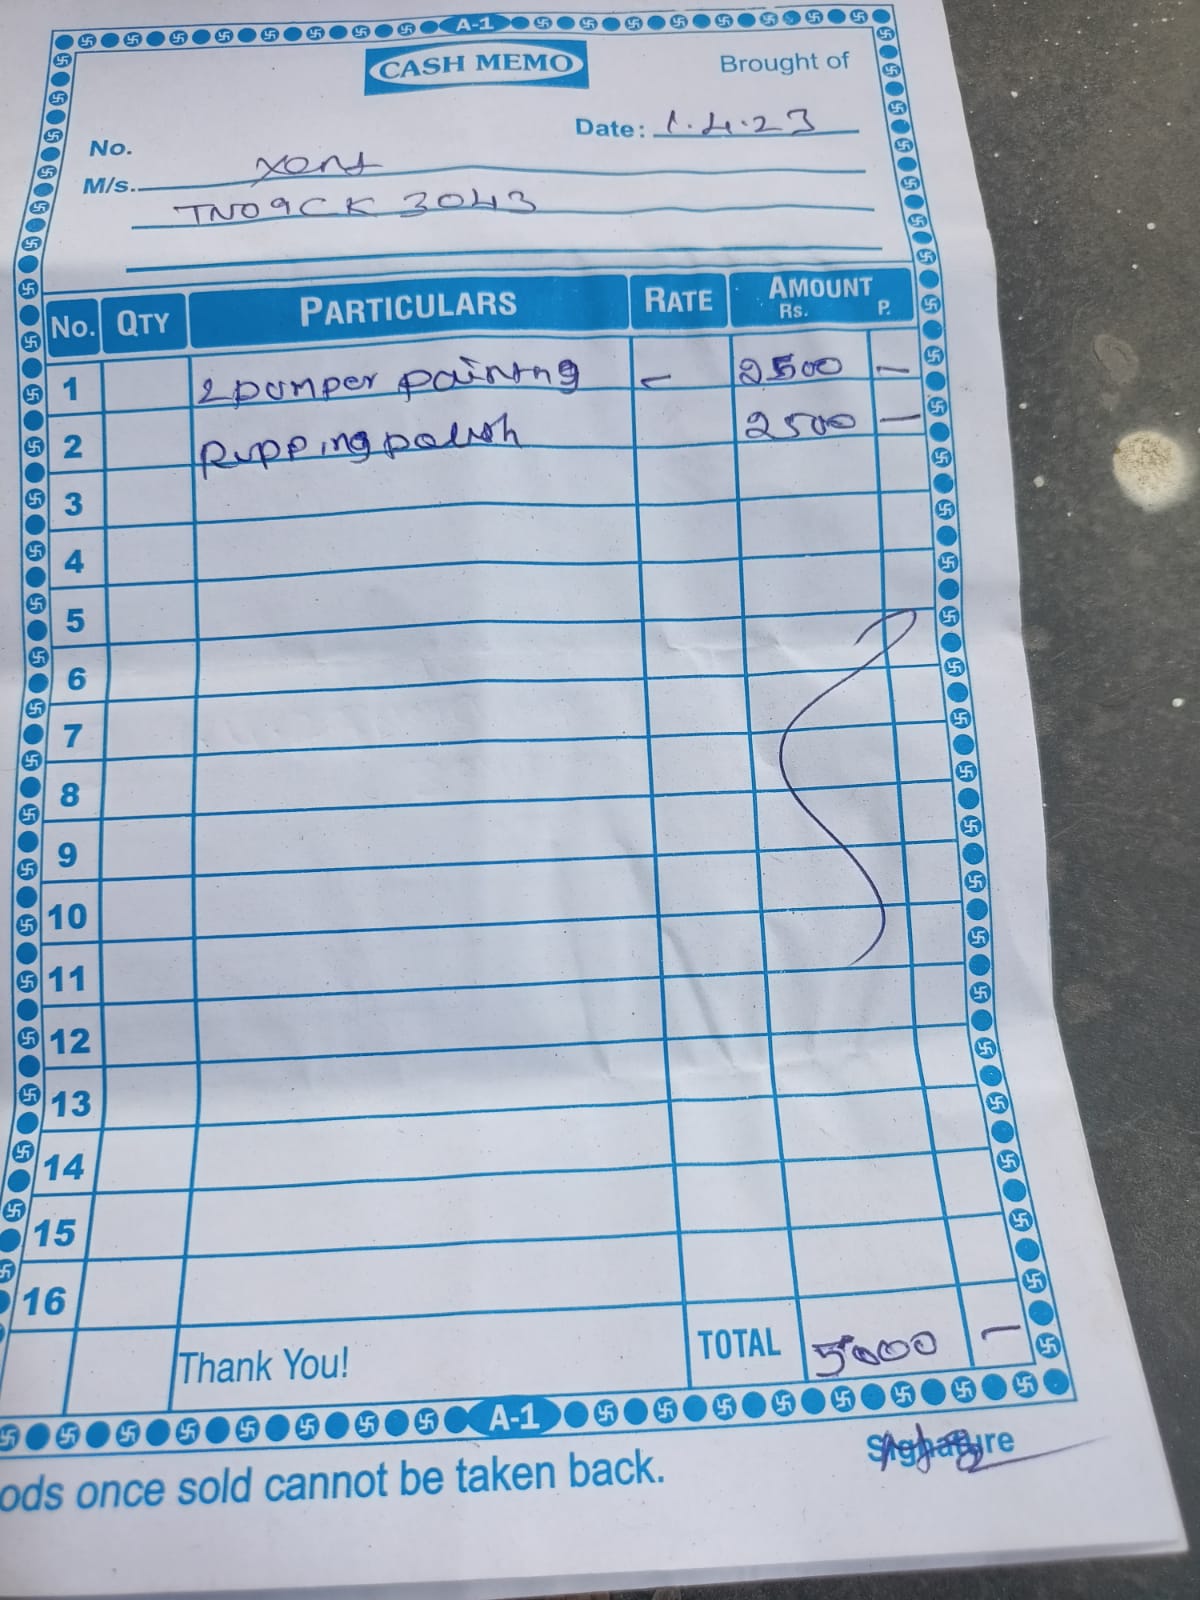 A-1
CASH MEMO
Brought of
Date: 1.4.23
No.
M/s. Xent
TN09CK 3043
No. QTY PARTICULARS RATE AMOUNT
Rs. P.
1 2 pumper painting - 2500 -
2 Rupping polish 2500 -
3
4
5
6
7
8
9
10
11
12
13
14
15
16
Thank You! TOTAL 5000 -
A-1
Signature
ods once sold cannot be taken back.